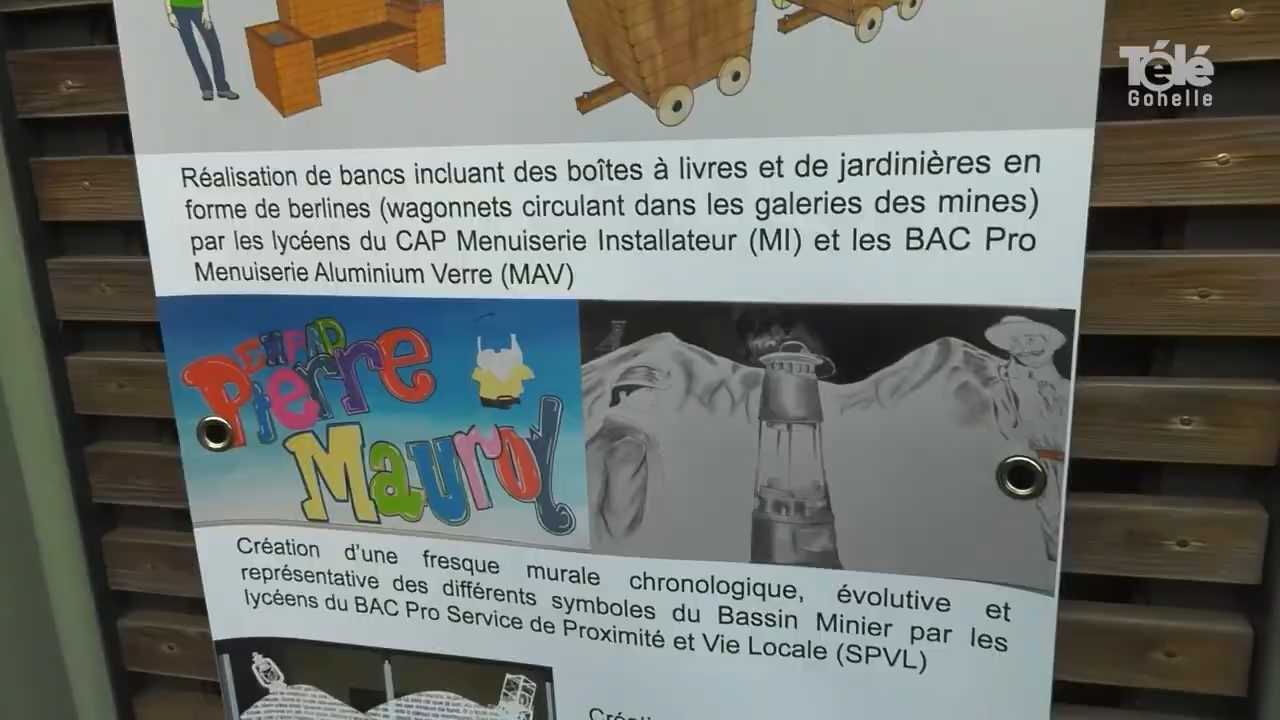 Télé
Gohelle
Réalisation de bancs incluant des boîtes à livres et de jardinières en
forme de berlines (wagonnets circulant dans les galeries des mines)
par les lycéens du CAP Menuiserie Installateur (MI) et les BAC Pro
Menuiserie Aluminium Verre (MAV)
Pierre
Mauroy
Création d'une fresque murale chronologique, évolutive et
représentative des différents symboles du Bassin Minier par les
lycéens du BAC Pro Service de Proximité et Vie Locale (SPVL)